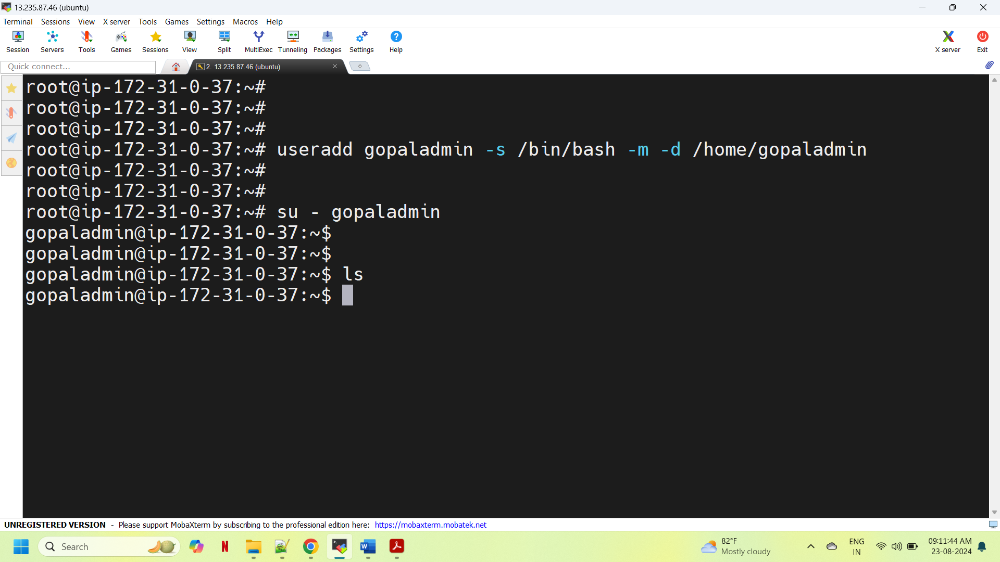 13.235.87.46 (ubuntu)
Terminal Sessions View X server Tools Games Settings Macros Help
Session Servers Tools Games Sessions View Split MultiExec Tunneling Packages Settings Help X server Exit
Quick connect...
2. 13.235.87.46 (ubuntu)
root@ip-172-31-0-37:~#
root@ip-172-31-0-37:~#
root@ip-172-31-0-37:~#
root@ip-172-31-0-37:~# useradd gopaladmin -s /bin/bash -m -d /home/gopaladmin
root@ip-172-31-0-37:~#
root@ip-172-31-0-37:~#
root@ip-172-31-0-37:~# su - gopaladmin
gopaladmin@ip-172-31-0-37:~$
gopaladmin@ip-172-31-0-37:~$
gopaladmin@ip-172-31-0-37:~$ ls
gopaladmin@ip-172-31-0-37:~$
UNREGISTERED VERSION - Please support MobaXterm by subscribing to the professional edition here: https://mobaxterm.mobatek.net
Search
82°F
Mostly cloudy
ENG
IN
09:11:44 AM
23-08-2024